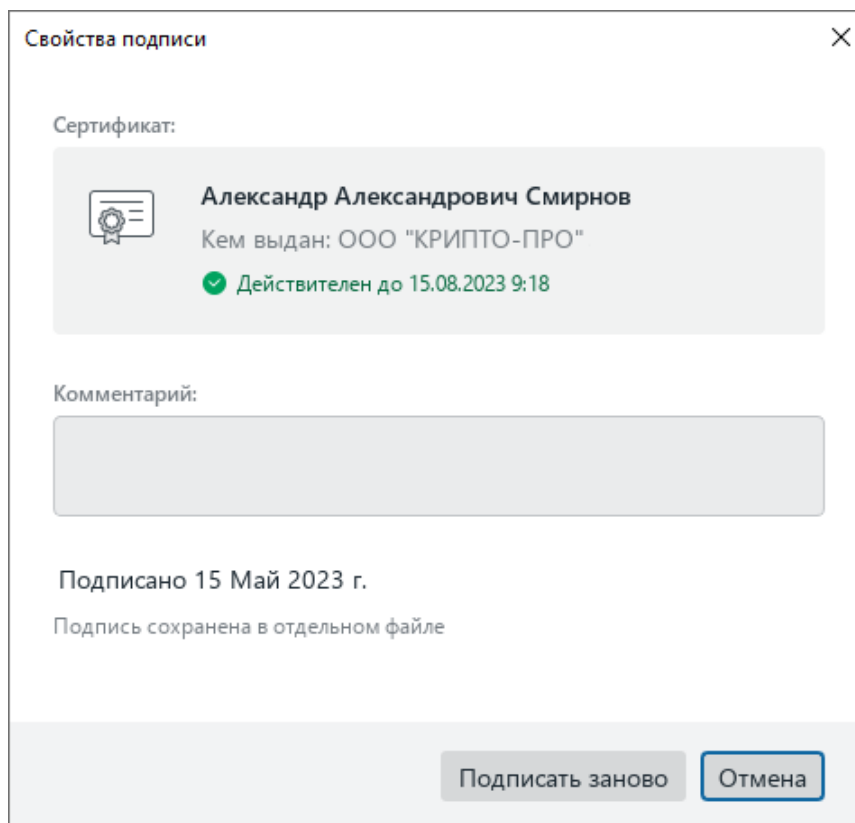 Свойства подписи
Сертификат:
Александр Александрович Смирнов
Кем выдан: ООО "КРИПТО-ПРО"
Действителен до 15.08.2023 9:18
Комментарий:
Подписано 15 Май 2023 г.
Подпись сохранена в отдельном файле
Подписать заново
Отмена